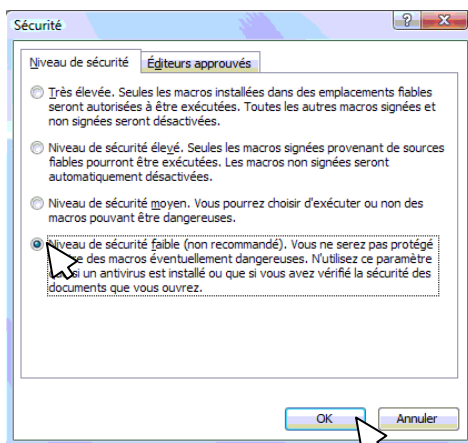 Sécurité
Niveau de sécurité Éditeurs approuvés
Très élevée. Seules les macros installées dans des emplacements fiables
seront autorisées à être exécutées. Toutes les autres macros signées et
non signées seront désactivées.
Niveau de sécurité élevé. Seules les macros signées provenant de sources
fiables pourront être exécutées. Les macros non signées seront
automatiquement désactivées.
Niveau de sécurité moyen. Vous pourrez choisir d'exécuter ou non des
macros pouvant être dangereuses.
Niveau de sécurité faible (non recommandé). Vous ne serez pas protégé
des macros éventuellement dangereuses. N'utilisez ce paramètre
si un antivirus est installé ou que si vous avez vérifié la sécurité des
documents que vous ouvrez.
OK Annuler